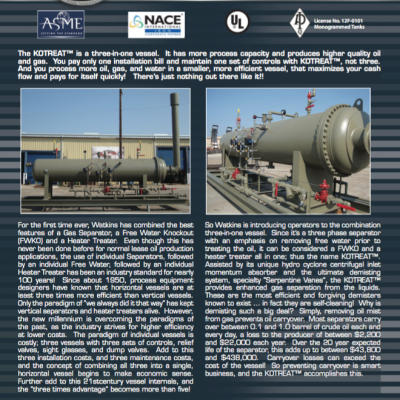 ASME
SETTING THE STANDARD
NACE
INTERNATIONAL
UL
License No. 12F-0101
Monogrammed Tanks
The KOTREAT™ is a three-in-one vessel. It has more process capacity and produces higher quality oil
and gas. You pay only one installation bill and maintain one set of controls with KOTREAT™, not three.
And you process more oil, gas, and water in a smaller, more efficient vessel, that maximizes your cash
flow and pays for itself quickly! There's just nothing out there like it!!
For the first time ever, Watkins has combined the best
features of a Gas Separator, a Free Water Knockout
(FWKO) and a Heater Treater. Even though this has
never been done before for normal lease oil production
applications, the use of individual Separators, followed
by an individual Free Water, followed by an individual
Heater Treater has been an industry standard for nearly
100 years! Since about 1950, process equipment
designers have known that horizontal vessels are at
least three times more efficient than vertical vessels.
Only the paradigm of "we always did it that way" has kept
vertical separators and heater treaters alive. However,
the new millennium is overcoming the paradigms of
the past, as the industry strives for higher efficiency
at lower costs. The paradigm of individual vessels is
costly; three vessels with three sets of controls, relief
valves, sight glasses, and dump valves. Add to this
three installation costs, and three maintenance costs,
and the concept of combining all three into a single,
horizontal vessel begins to make economic sense.
Further add to this 21stcentury vessel internals, and
the "three times advantage" becomes more than five!
So Watkins is introducing operators to the combination
three-in-one vessel. Since it's a three phase separator
with an emphasis on removing free water prior to
treating the oil, it can be considered a FWKO and a
heater treater all in one; thus the name KOTREAT™.
Assisted by its unique hydro cyclone centrifugal inlet
momentum absorber and the ultimate demisting
system, specialty "Serpentine Vanes", the KOTREAT™
provides enhanced gas separation from the liquids.
These are the most efficient and forgiving demisters
known to exist ... in fact they are self-cleaning! Why is
demisting such a big deal? Simply, removing oil mist
from gas prevents oil carryover. Most separators carry
over between 0.1 and 1.0 barrel of crude oil each and
every day, a loss to the producer of between $2,200
and $22,000 each year. Over the 20 year expected
life of the separator, this adds up to between $43,800
and $438,000. Carryover losses can exceed the
cost of the vessel! So preventing carryover is smart
business, and the KOTREAT™ accomplishes this.